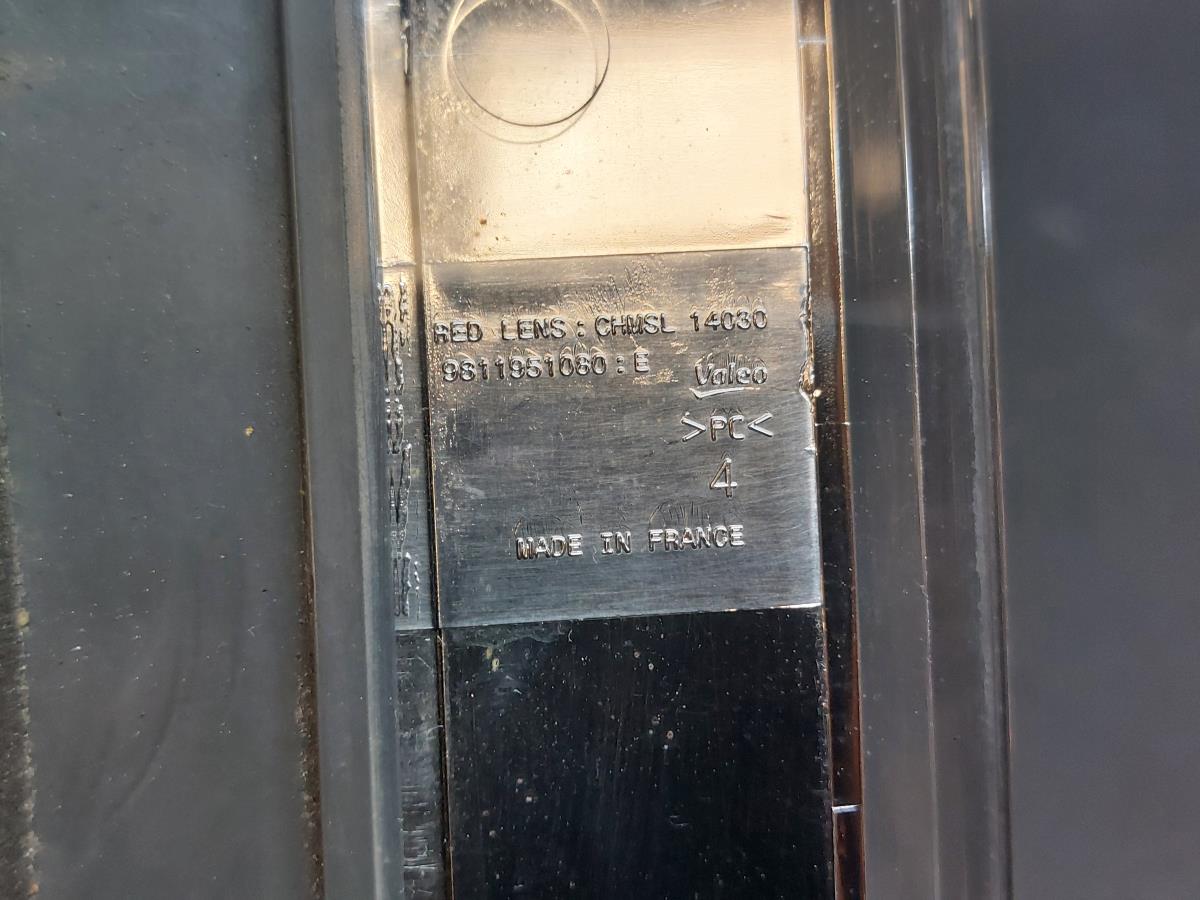 RED LENS: CHMSL 14030
9811951080:E
Valeo
>PC<
4
MADE IN FRANCE